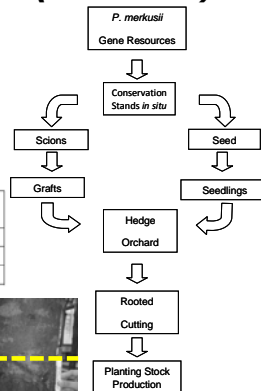 P. merkusii
Gene Resources
Conservation
Stands in situ
Scions
Seed
Grafts
Seedlings
Hedge
Orchard
Rooted
Cutting
Planting Stock
Production